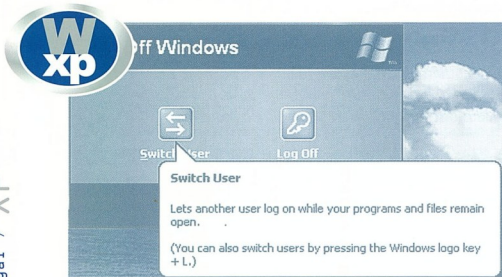 W
xp
Off Windows
Switch User
Log Off
Switch User
Lets another user log on while your programs and files remain
open.
(You can also switch users by pressing the Windows logo key
+ L.)